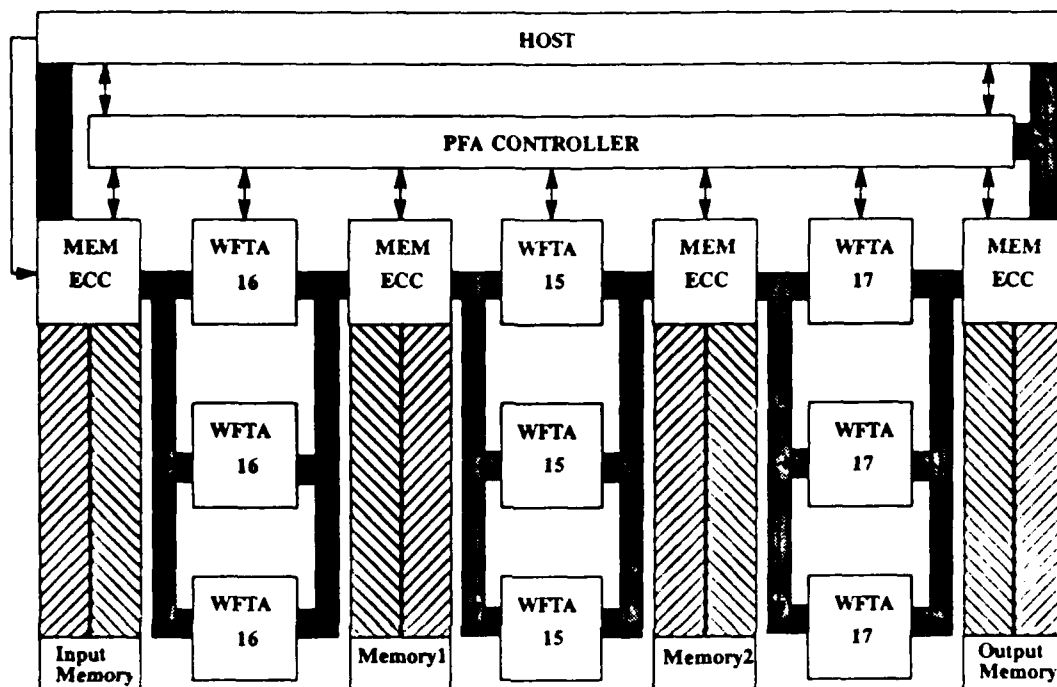 HOST
PFA CONTROLLER
MEM
ECC
WFTA
16
MEM
ECC
WFTA
15
MEM
ECC
WFTA
17
MEM
ECC
WFTA
16
WFTA
15
WFTA
17
WFTA
16
WFTA
15
WFTA
17
Input
Memory
Memory1
Memory2
Output
Memory